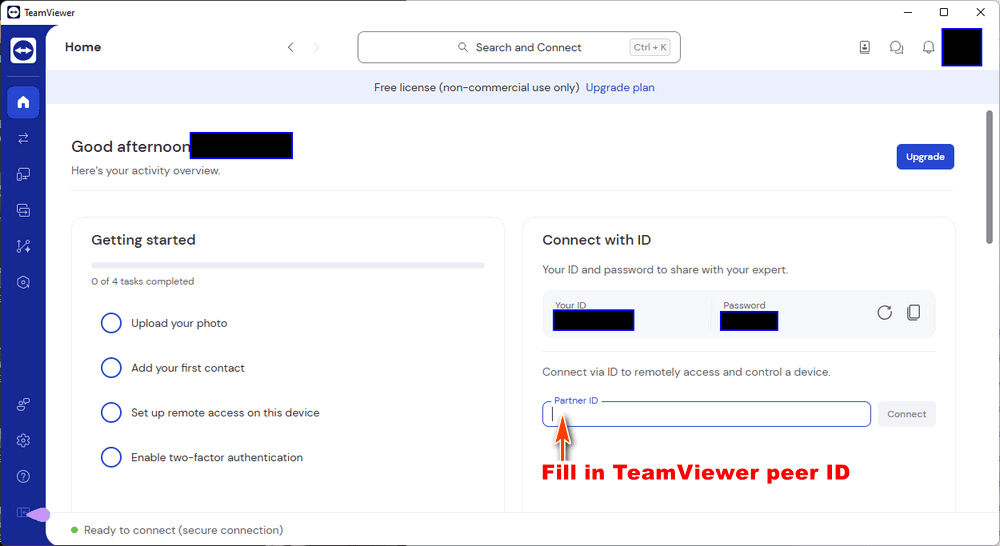 TeamViewer
Home
Search and Connect
Ctrl + K
Free license (non-commercial use only) Upgrade plan
Good afternoon
Here's your activity overview.
Upgrade
Getting started
0 of 4 tasks completed
Upload your photo
Add your first contact
Set up remote access on this device
Enable two-factor authentication
Connect with ID
Your ID and password to share with your expert.
Your ID
Password
Connect via ID to remotely access and control a device.
Partner ID
Connect
Fill in TeamViewer peer ID
Ready to connect (secure connection)